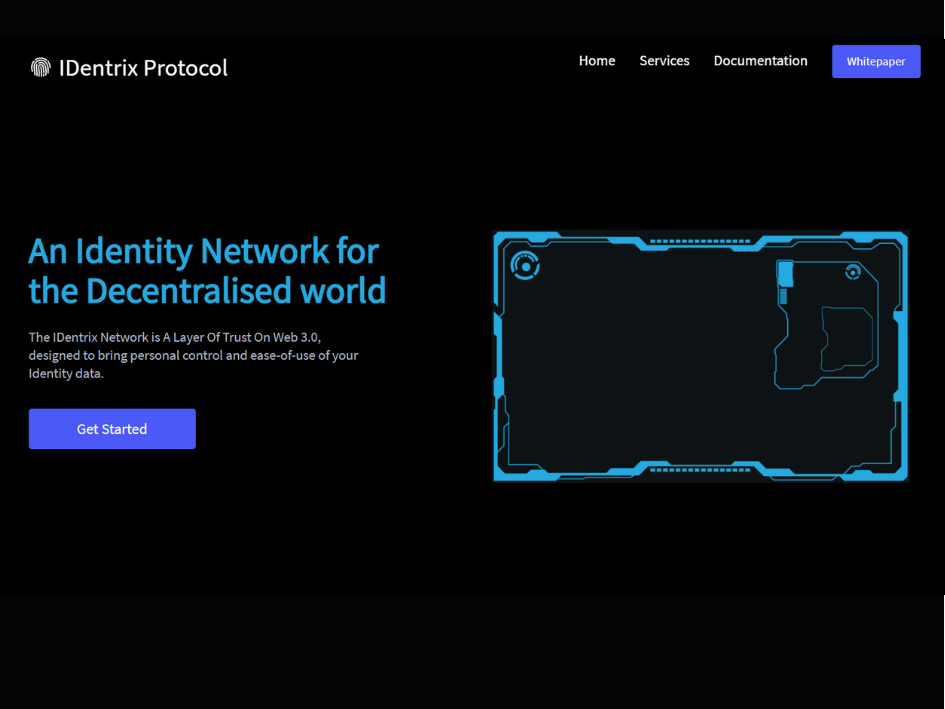 IDentrix Protocol
Home Services Documentation Whitepaper
An Identity Network for
the Decentralised world
The IDentrix Network is A Layer Of Trust On Web 3.0,
designed to bring personal control and ease-of-use of your
Identity data.
Get Started